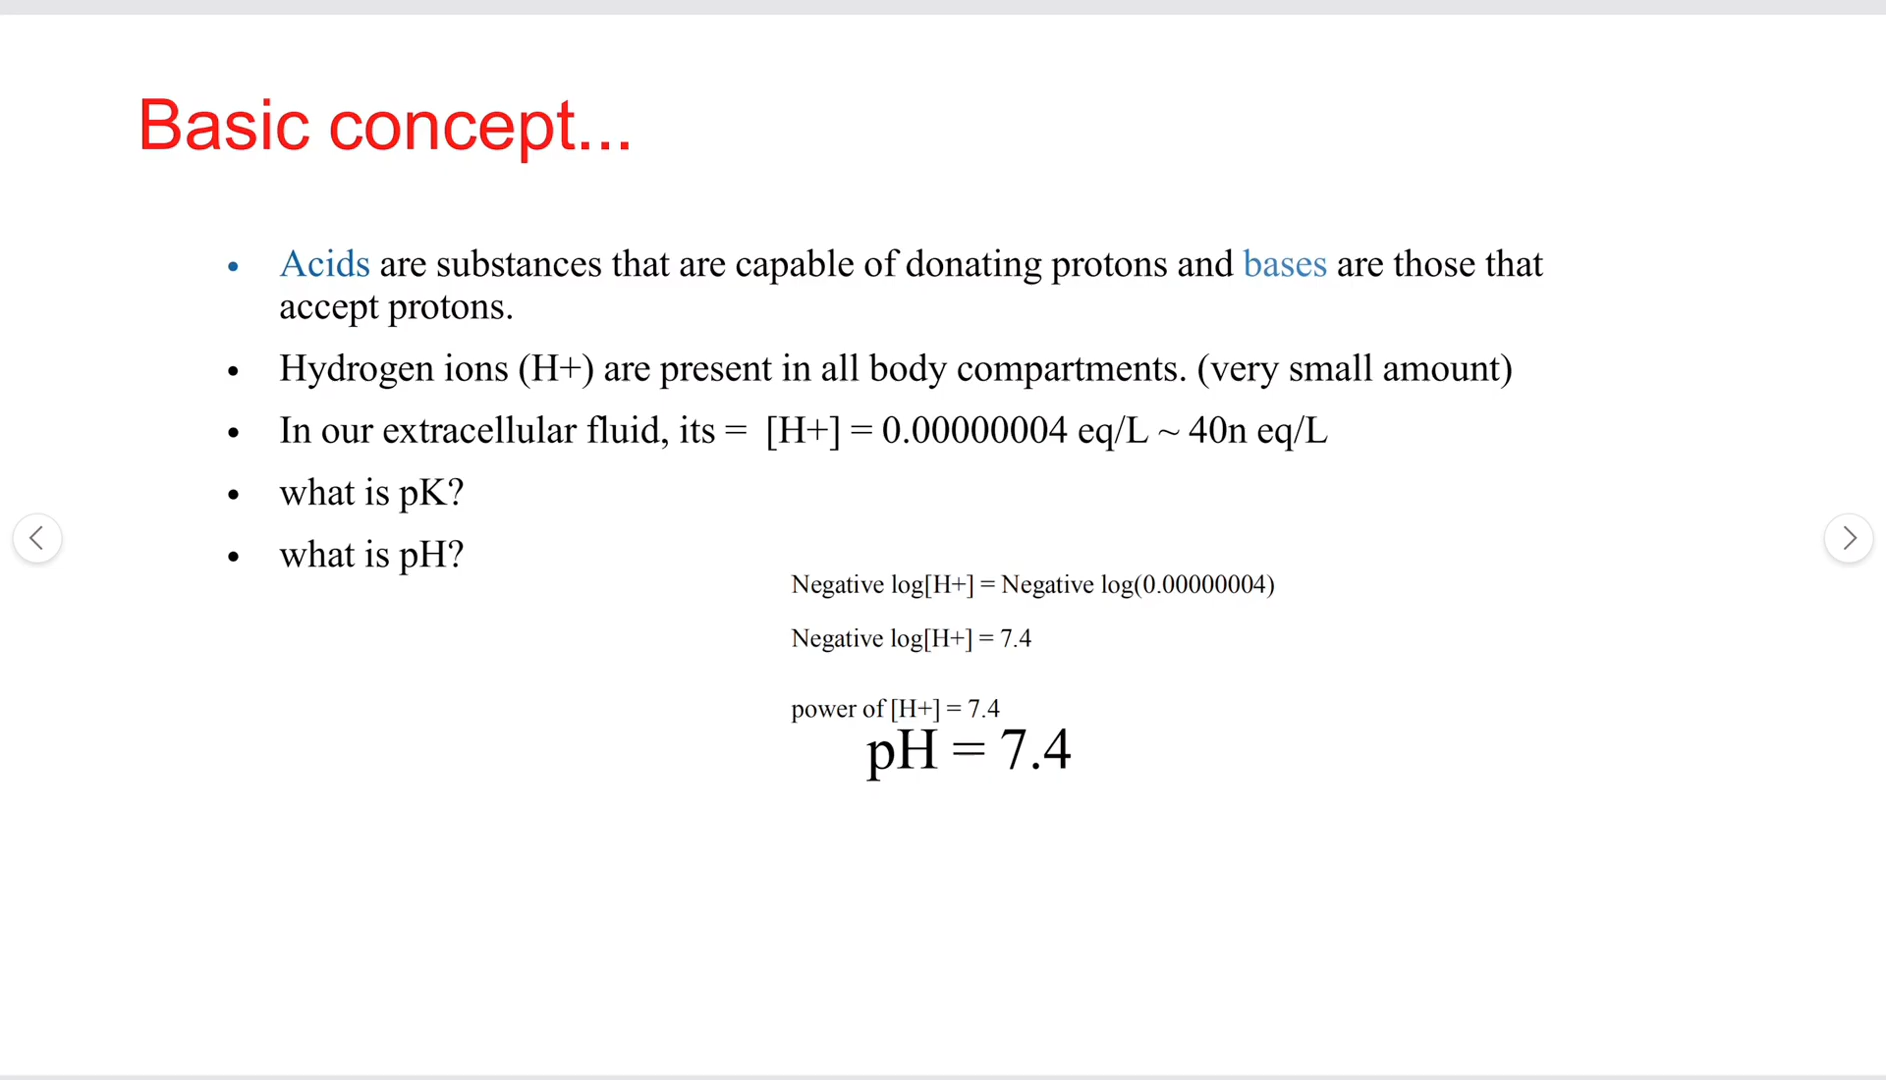 Basic concept...
• Acids are substances that are capable of donating protons and bases are those that
accept protons.
• Hydrogen ions (H+) are present in all body compartments. (very small amount)
• In our extracellular fluid, its = [H+] = 0.00000004 eq/L ~ 40n eq/L
• what is pK?
• what is pH?
Negative log[H+] = Negative log(0.00000004)
Negative log[H+] = 7.4
power of [H+] = 7.4
pH = 7.4